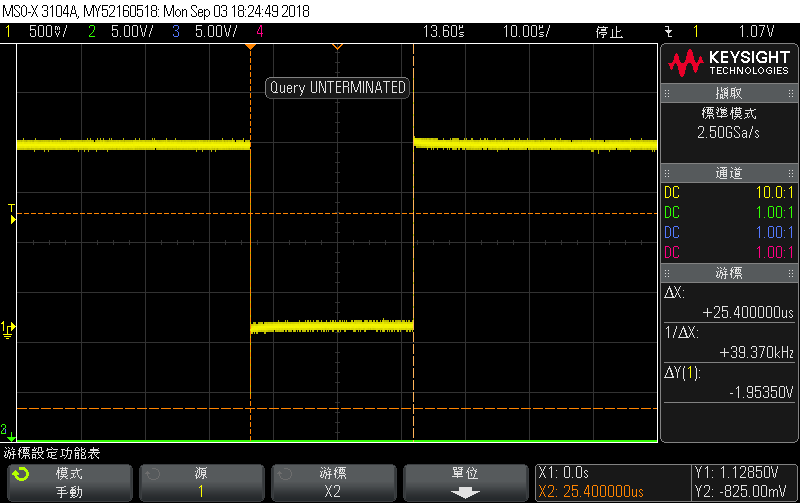 MSO-X 3104A, MY52160518: Mon Sep 03 18:24:49 2018
1 500%/ 2 5.00V/ 3 5.00V/ 4 13.60% 10.00%/ 停止 1 1.07V
KEYSIGHT
TECHNOLOGIES
Query UNTERMINATED
擷取
標準模式
2.50GSa/s
通道
DC 10.0:1
DC 1.00:1
DC 1.00:1
DC 1.00:1
游標
ΔX:
+25.400000us
1/ΔX:
+39.370kHz
ΔY(1):
-1.95350V
T
1
2
游標設定功能表
模式
手動
源
1
游標
X2
單位
X1: 0.0s
X2: 25.400000us
Y1: 1.12850V
Y2: -825.00mV